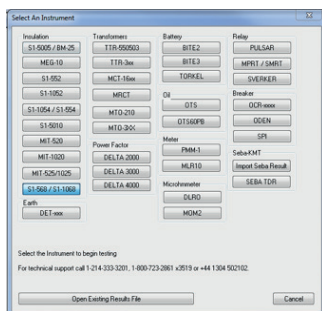 Select An Instrument
Insulation
S1-5005 / BM-25
MEG-10
S1-552
S1-1052
S1-1054 / S1-554
S1-5010
MIT-520
MIT-1020
MIT-525/1025
S1-568 / S1-1068
Earth
DET-xxx
Transfomers
TTR-550503
TTR-3xx
MCT-16xx
MRCT
MTO-210
MTO-3XX
Power Factor
DELTA 2000
DELTA 3000
DELTA 4000
Battery
BITE2
BITE3
TORKEL
Oil
OTS
OTS60PB
Meter
PMM-1
MLR10
Microhmmeter
DLRO
MOM2
Relay
PULSAR
MPRT / SMRT
SVERKER
Breaker
OCR-xxxx
ODEN
SPI
Seba-KMT
Import Seba Result
SEBA TDR
Select the Instrument to begin testing
For technical support call 1-214-333-3201, 1-800-723-2861 x3519 or +44 1304 502102.
Open Existing Results File
Cancel